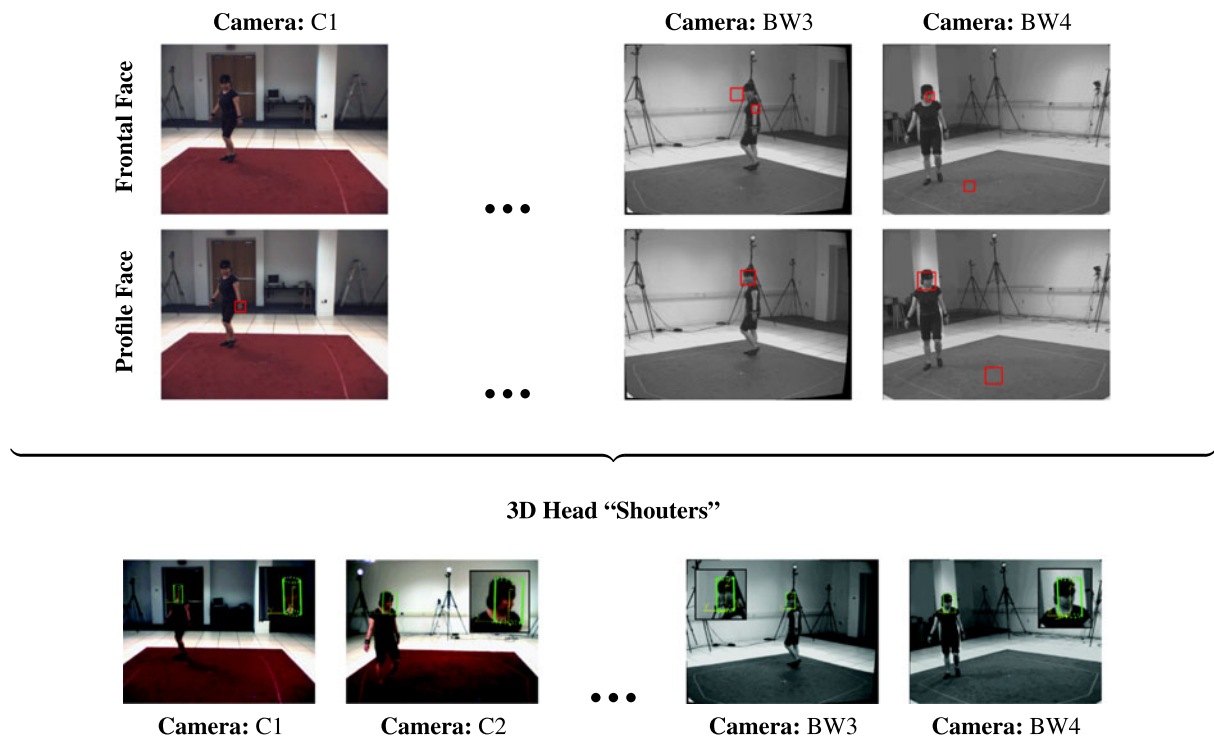 Camera: C1
Camera: BW3
Camera: BW4
Frontal Face
Profile Face
3D Head “Shouters”
Camera: C1
Camera: C2
Camera: BW3
Camera: BW4